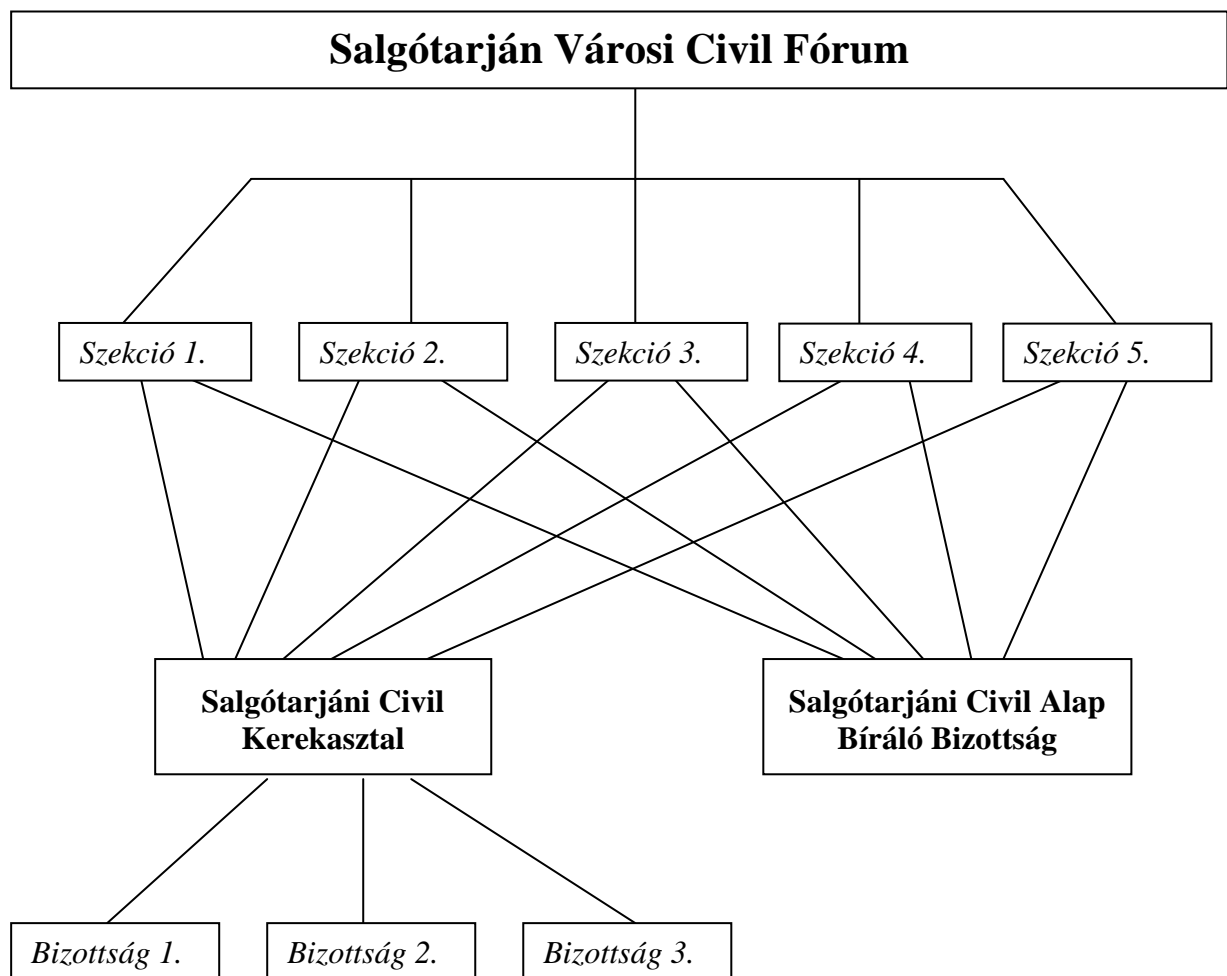 Salgótarján Városi Civil Fórum
Szekció 1.
Szekció 2.
Szekció 3.
Szekció 4.
Szekció 5.
Salgótarjáni Civil
Kerekasztal
Salgótarjáni Civil Alap
Bíráló Bizottság
Bizottság 1.
Bizottság 2.
Bizottság 3.